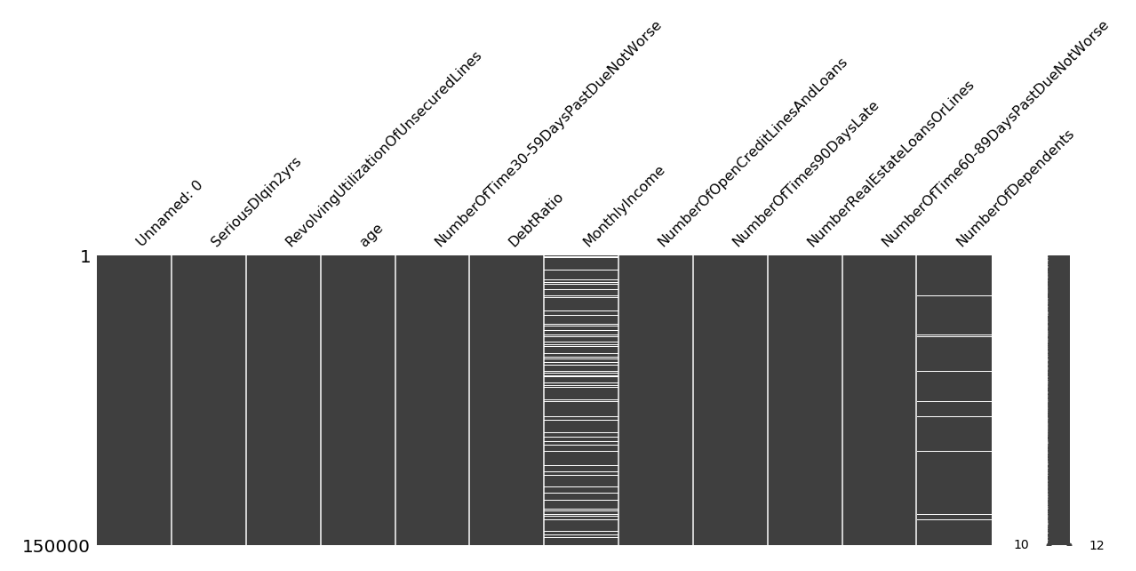 Unnamed: 0
SeriousDlqin2yrs
RevolvingUtilizationOfUnsecuredLines
age
NumberOfTime30-59DaysPastDueNotWorse
DebtRatio
MonthlyIncome
NumberOfOpenCreditLinesAndLoans
NumberOfTimes90DaysLate
NumberRealEstateLoansOrLines
NumberOfTime60-89DaysPastDueNotWorse
NumberOfDependents
1
150000
10
12